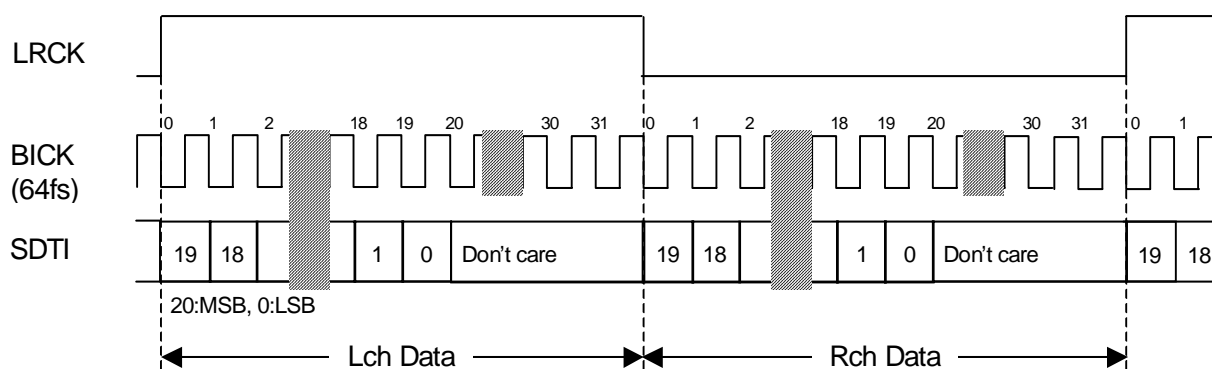 LRCK
0 1 2 18 19 20 30 31 0 1 2 18 19 20 30 31 0 1
BICK
(64fs)
SDTI
19 18 1 0 Don't care 19 18 1 0 Don't care 19 18
20:MSB, 0:LSB
Lch Data Rch Data